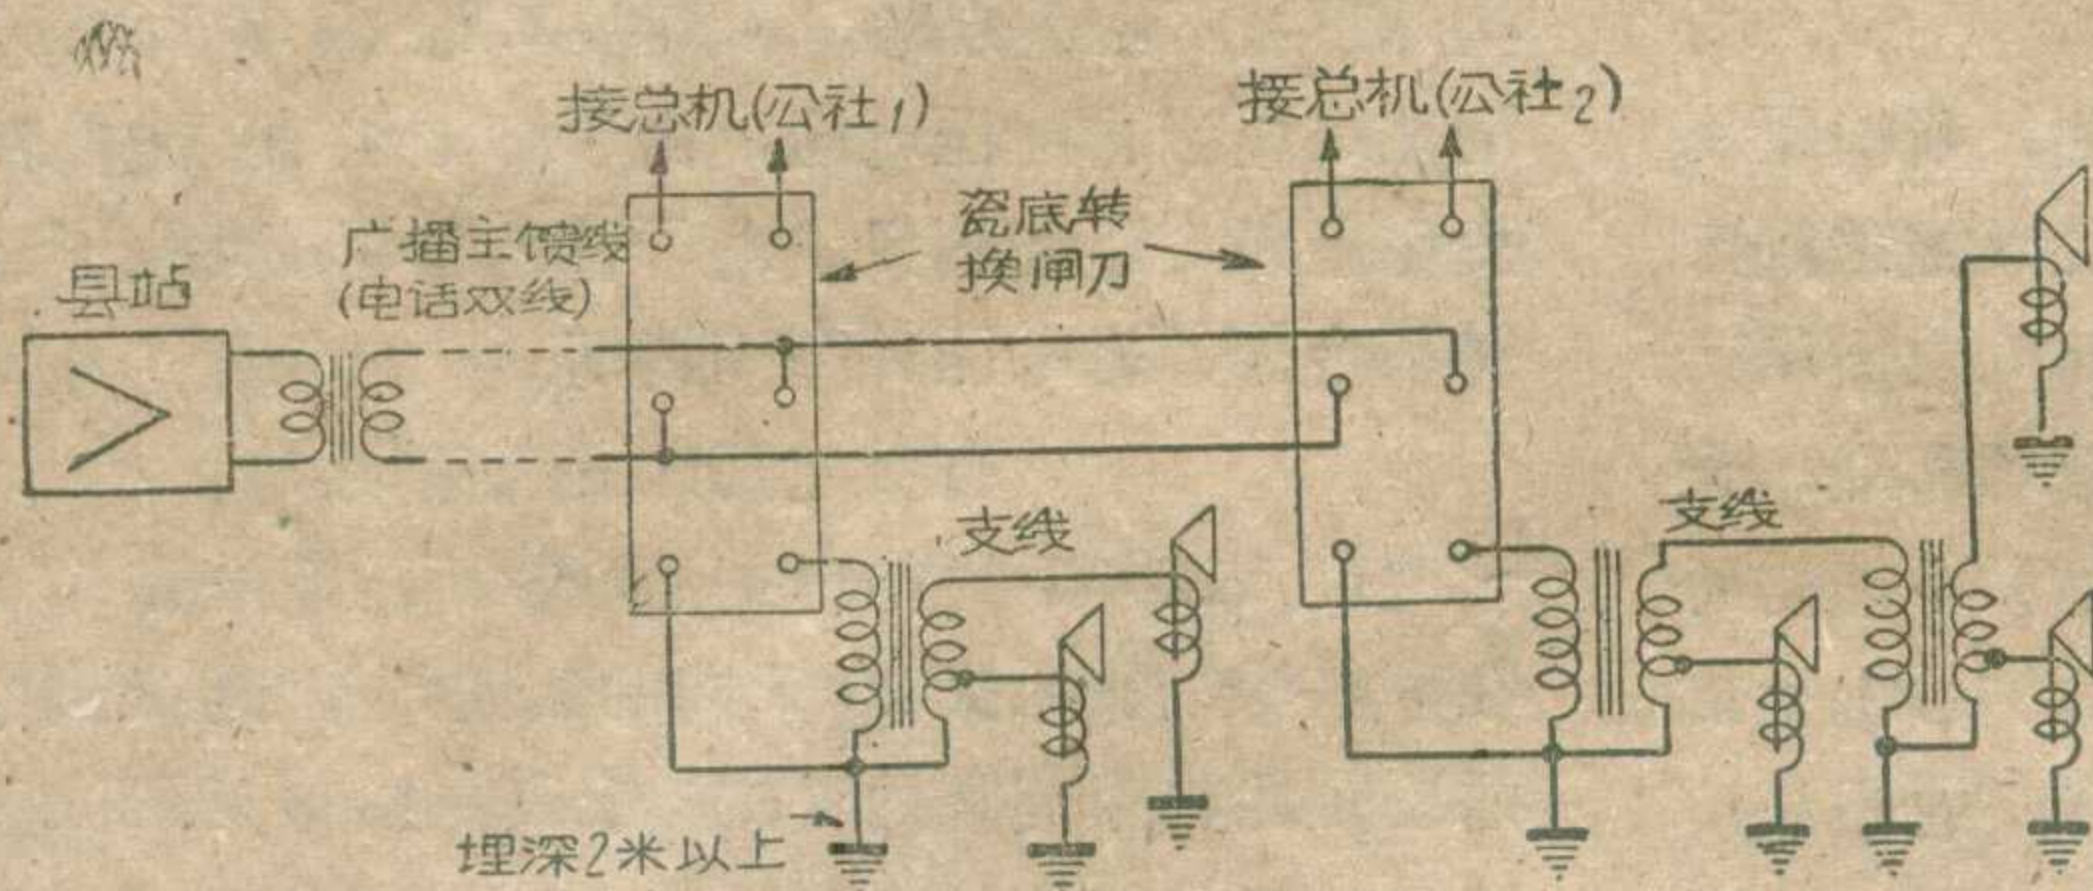 接总机(公社1)
接总机(公社2)
瓷底转
换闸刀
广播主馈线
(电话双线)
县站
支线
支线
埋深2米以上